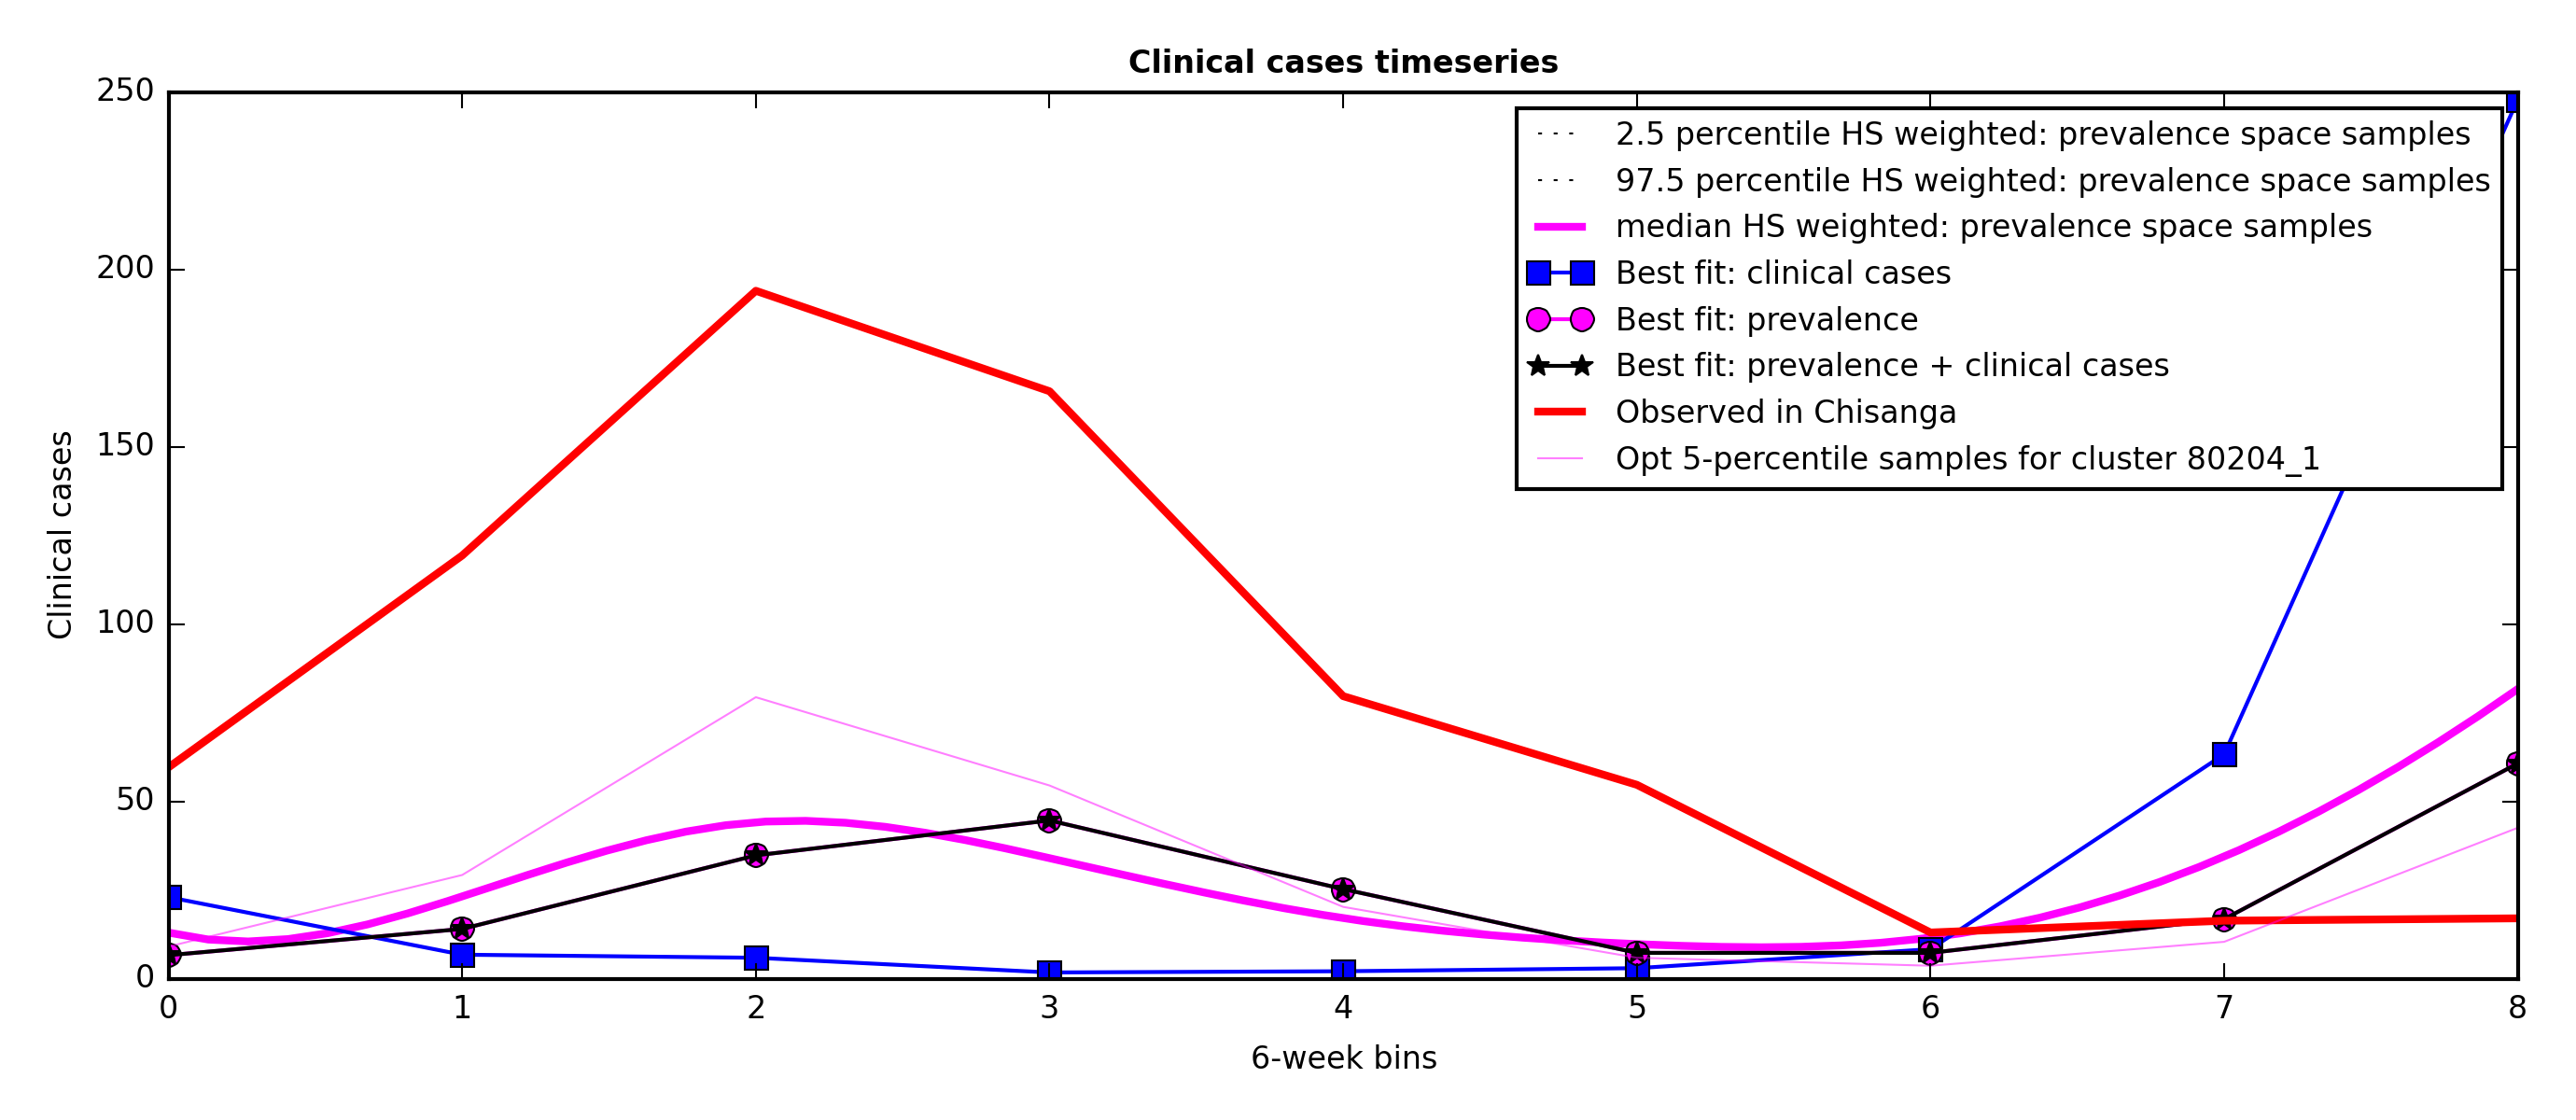 Clinical cases timeseries
250
200
150
100
50
0
Clinical cases
2.5 percentile HS weighted: prevalence space samples
97.5 percentile HS weighted: prevalence space samples
median HS weighted: prevalence space samples
Best fit: clinical cases
Best fit: prevalence
Best fit: prevalence + clinical cases
Observed in Chisanga
Opt 5-percentile samples for cluster 80204_1
0 1 2 3 4 5 6 7 8
6-week bins